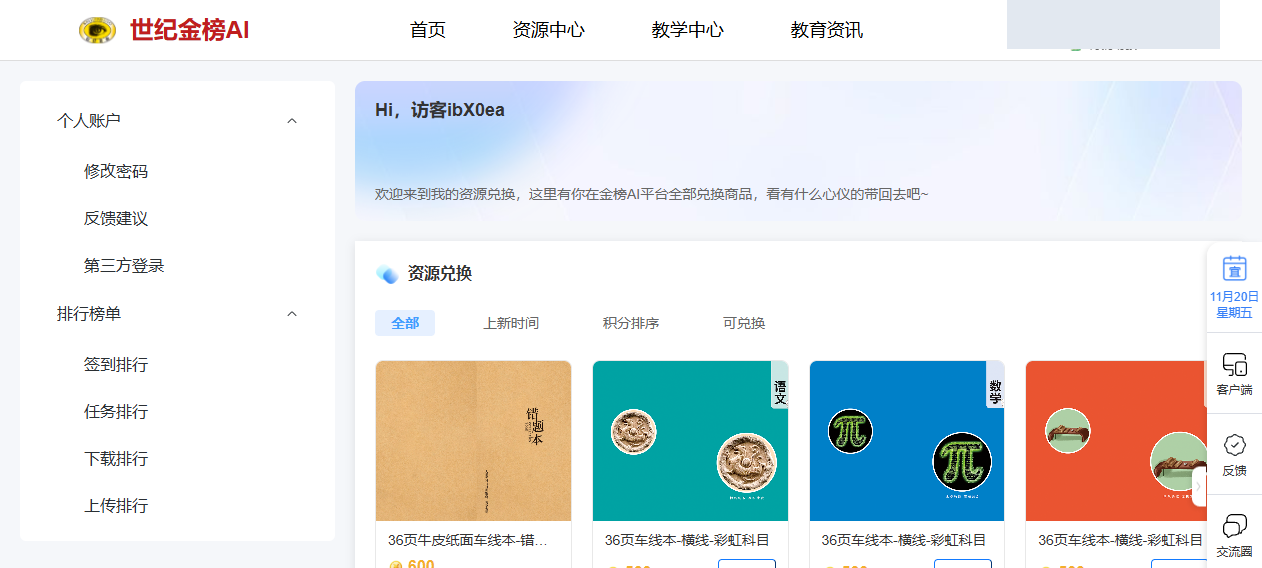 世纪金榜AI
首页
资源中心
教学中心
教育资讯
个人账户
修改密码
反馈建议
第三方登录
排行榜单
签到排行
任务排行
下载排行
上传排行
Hi，访客ibX0ea
欢迎来到我的资源兑换，这里有你在金榜AI平台全部兑换商品，看有什么心仪的带回去吧~
资源兑换
全部
上新时间
积分排序
可兑换
错题本
语文
数学
36页牛皮纸面车线本-错…
36页车线本-横线-彩虹科目
36页车线本-横线-彩虹科目
36页车线本-横线-彩虹科目
600
宜
11月20日
星期五
客户端
反馈
交流圈